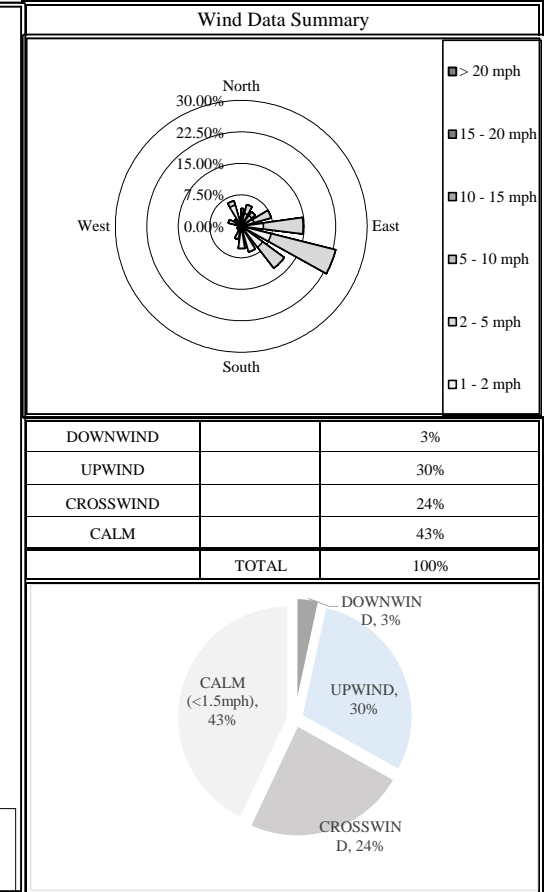 Wind Data Summary
North
30.00%
22.50%
15.00%
7.50%
0.00%
West
East
South
> 20 mph
15 - 20 mph
10 - 15 mph
5 - 10 mph
2 - 5 mph
1 - 2 mph
DOWNWIND 3%
UPWIND 30%
CROSSWIND 24%
CALM 43%
TOTAL 100%
DOWNWIN
D, 3%
UPWIND,
30%
CROSSWIN
D, 24%
CALM
(<1.5mph),
43%